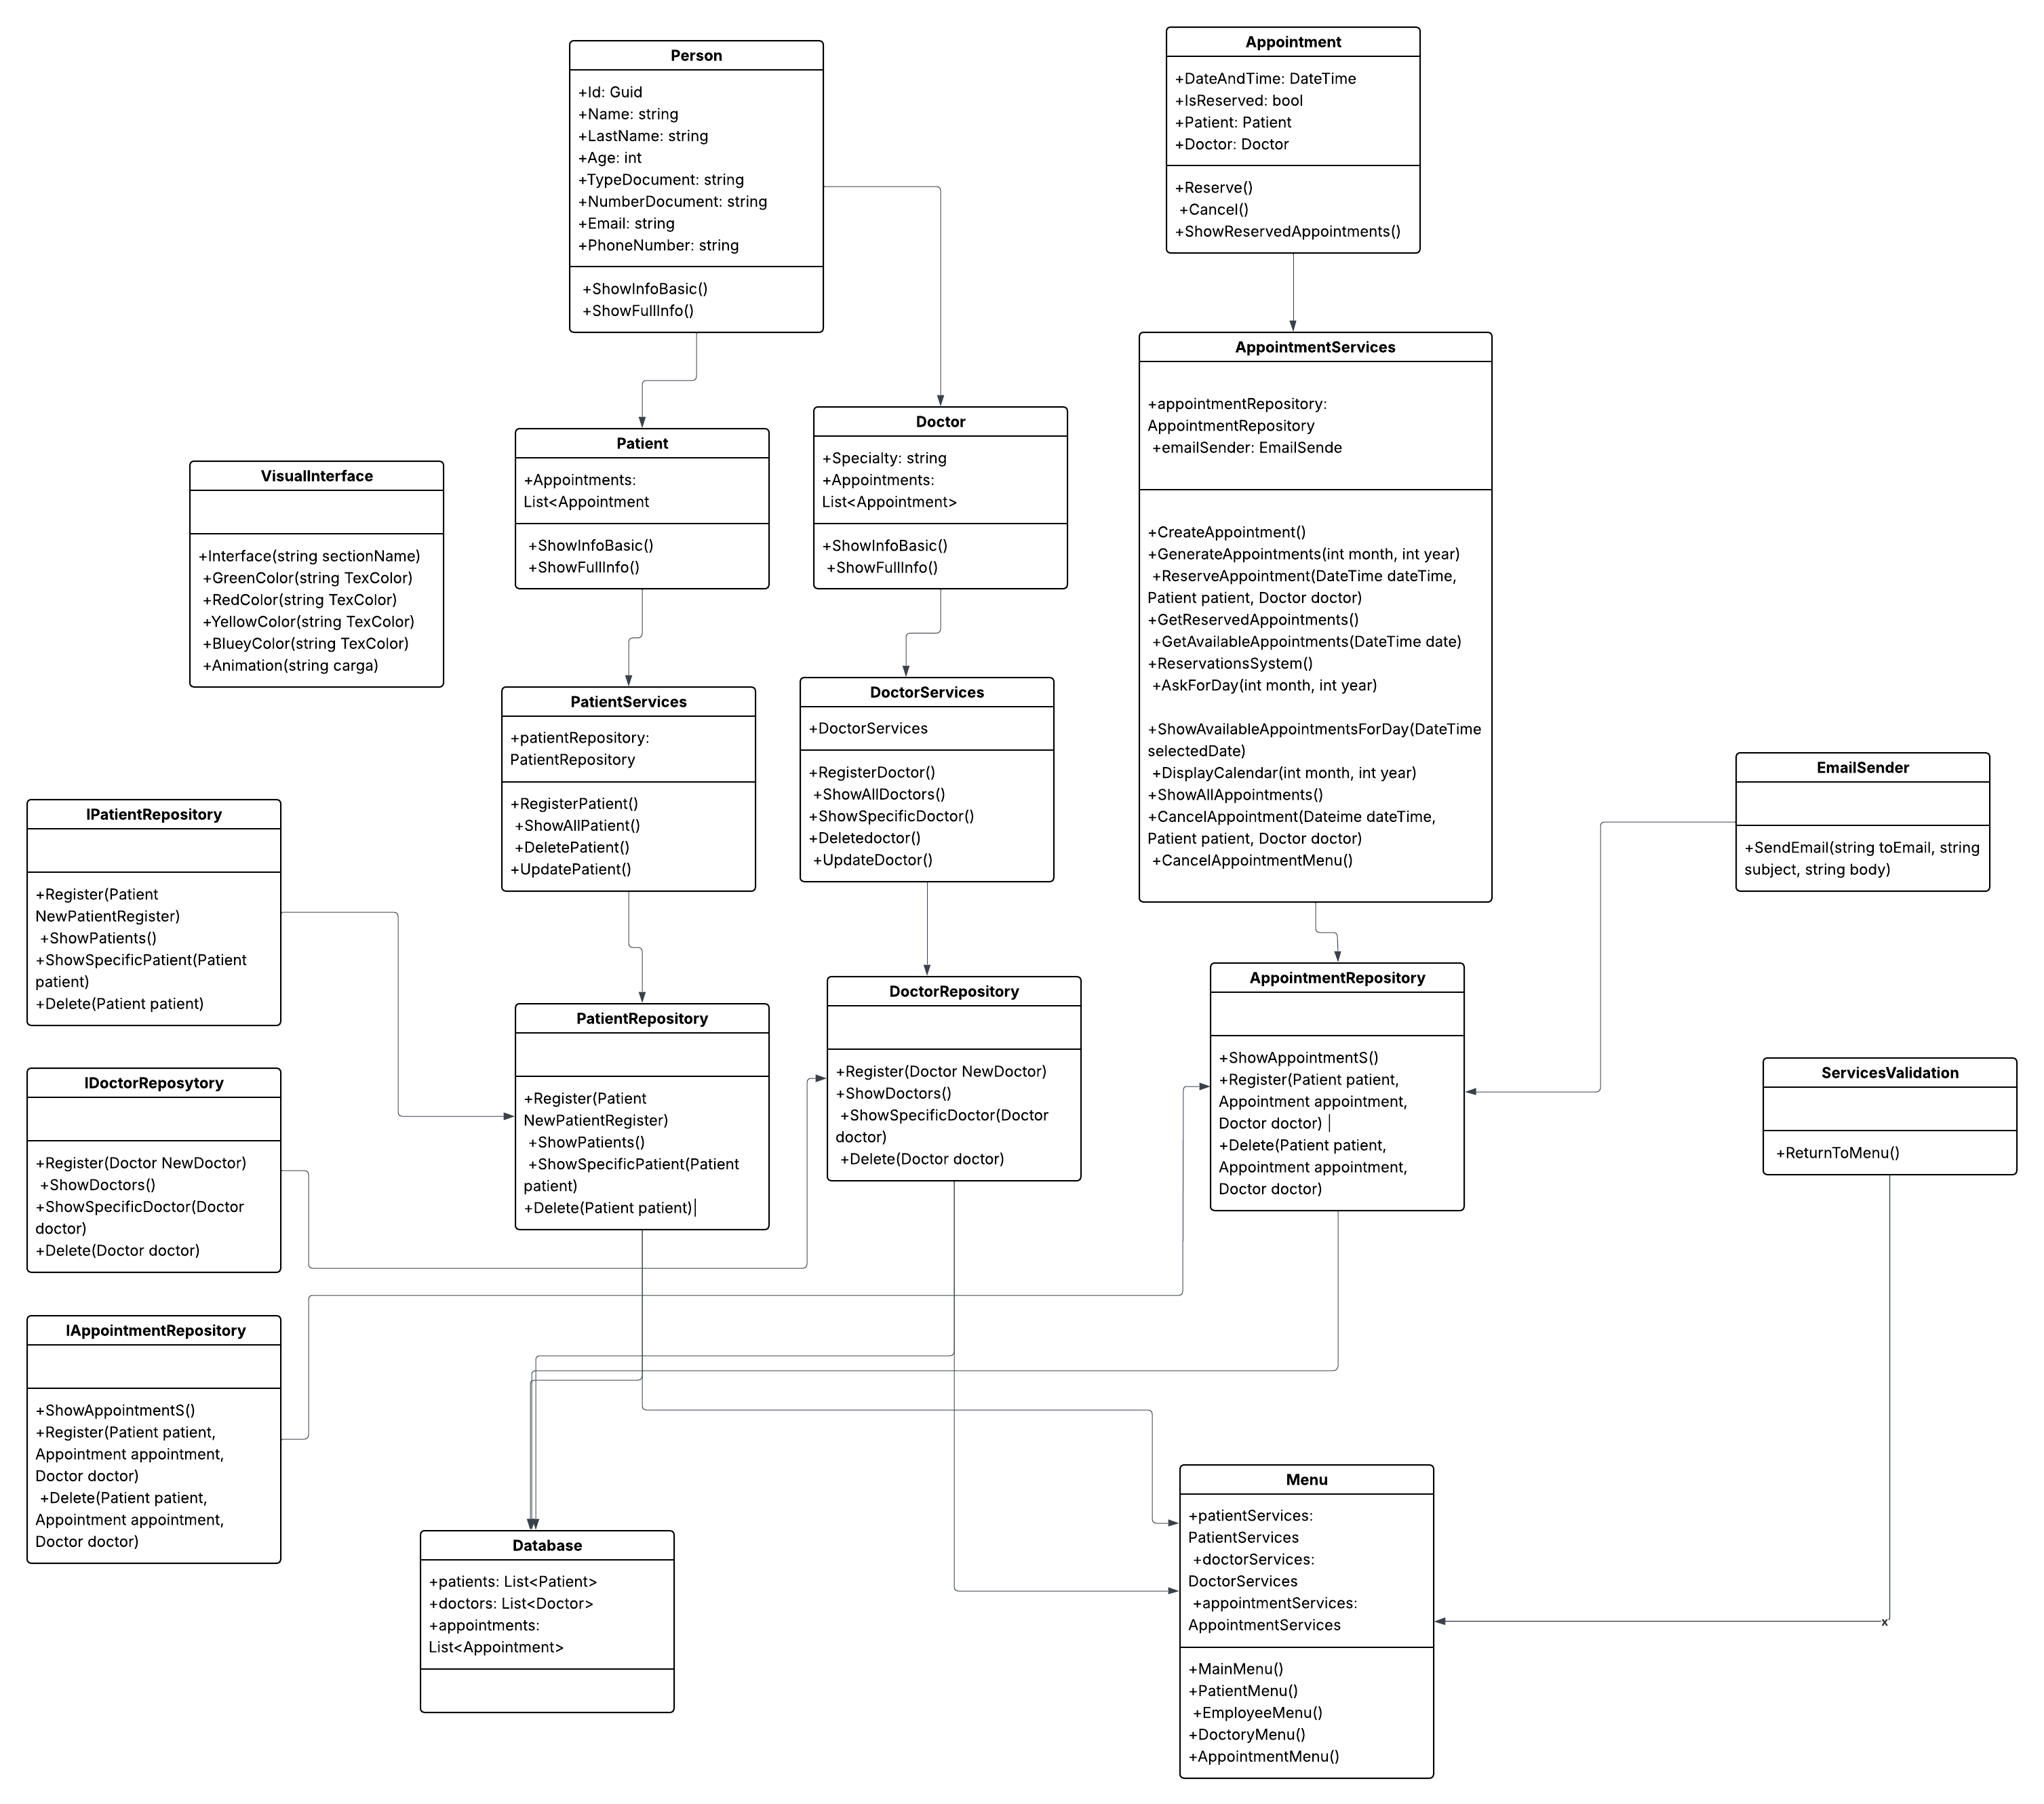 Person
+Id: Guid
+Name: string
+LastName: string
+Age: int
+TypeDocument: string
+NumberDocument: string
+Email: string
+PhoneNumber: string
+ShowInfoBasic()
+ShowFullInfo()
Appointment
+DateAndTime: DateTime
+IsReserved: bool
+Patient: Patient
+Doctor: Doctor
+Reserve()
+Cancel()
+ShowReservedAppointments()
AppointmentServices
+appointmentRepository:
AppointmentRepository
+emailSender: EmailSende
+CreateAppointment()
+GenerateAppointments(int month, int year)
+ReserveAppointment(DateTime dateTime,
Patient patient, Doctor doctor)
+GetReservedAppointments()
+GetAvailableAppointments(DateTime date)
+ReservationsSystem()
+AskForDay(int month, int year)
+ShowAvailableAppointmentsForDay(DateTime
selectedDate)
+DisplayCalendar(int month, int year)
+ShowAllAppointments()
+CancelAppointment(Dateime dateTime,
Patient patient, Doctor doctor)
+CancelAppointmentMenu()
Patient
+Appointments:
List<Appointment
+ShowInfoBasic()
+ShowFullInfo()
Doctor
+Specialty: string
+Appointments:
List<Appointment>
+ShowInfoBasic()
+ShowFullInfo()
VisualInterface
+Interface(string sectionName)
+GreenColor(string TexColor)
+RedColor(string TexColor)
+YellowColor(string TexColor)
+BlueyColor(string TexColor)
+Animation(string carga)
PatientServices
+patientRepository:
PatientRepository
+RegisterPatient()
+ShowAllPatient()
+DeletePatient()
+UpdatePatient()
DoctorServices
+DoctorServices
+RegisterDoctor()
+ShowAllDoctors()
+ShowSpecificDoctor()
+Deletedoctor()
+UpdateDoctor()
EmailSender
+SendEmail(string toEmail, string
subject, string body)
IPatientRepository
+Register(Patient
NewPatientRegister)
+ShowPatients()
+ShowSpecificPatient(Patient
patient)
+Delete(Patient patient)
PatientRepository
+Register(Patient
NewPatientRegister)
+ShowPatients()
+ShowSpecificPatient(Patient
patient)
+Delete(Patient patient)|
DoctorRepository
+Register(Doctor NewDoctor)
+ShowDoctors()
+ShowSpecificDoctor(Doctor
doctor)
+Delete(Doctor doctor)
AppointmentRepository
+ShowAppointmentS()
+Register(Patient patient,
Appointment appointment,
Doctor doctor) |
+Delete(Patient patient,
Appointment appointment,
Doctor doctor)
ServicesValidation
+ReturnToMenu()
IDoctorReposytory
+Register(Doctor NewDoctor)
+ShowDoctors()
+ShowSpecificDoctor(Doctor
doctor)
+Delete(Doctor doctor)
IAppointmentRepository
+ShowAppointmentS()
+Register(Patient patient,
Appointment appointment,
Doctor doctor)
+Delete(Patient patient,
Appointment appointment,
Doctor doctor)
Database
+patients: List<Patient>
+doctors: List<Doctor>
+appointments:
List<Appointment>
Menu
+patientServices:
PatientServices
+doctorServices:
DoctorServices
+appointmentServices:
AppointmentServices
+MainMenu()
+PatientMenu()
+EmployeeMenu()
+DoctoryMenu()
+AppointmentMenu()
x